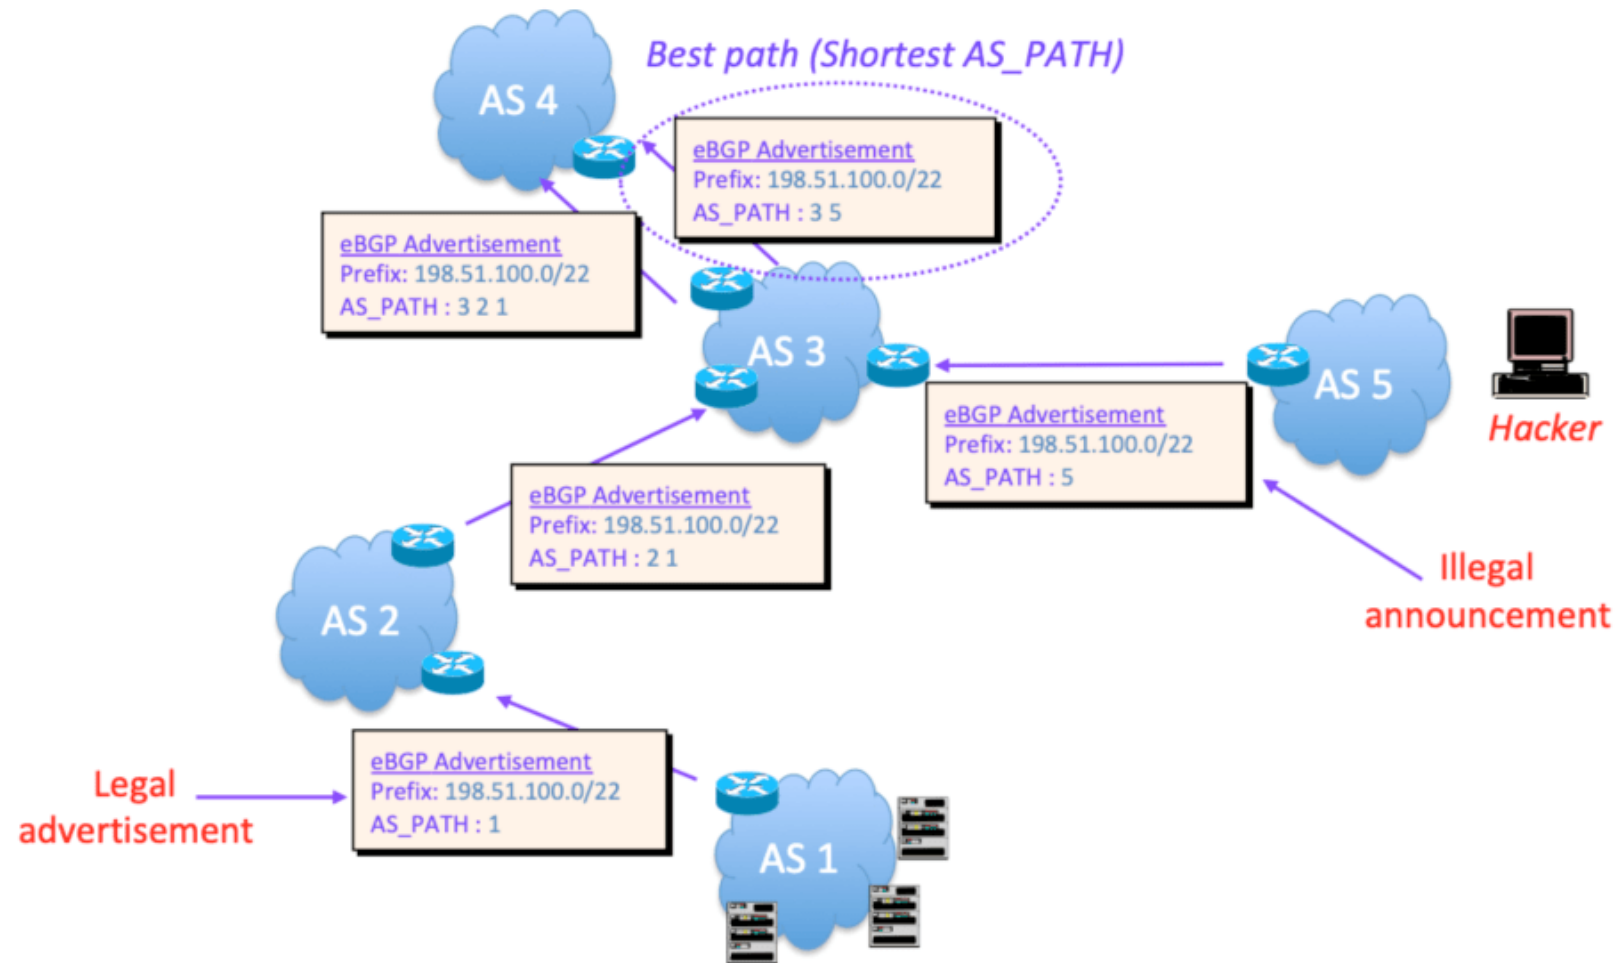 Best path (Shortest AS_PATH)
AS 4
eBGP Advertisement
Prefix: 198.51.100.0/22
AS_PATH : 3 5
eBGP Advertisement
Prefix: 198.51.100.0/22
AS_PATH : 3 2 1
AS 3
AS 5
Hacker
eBGP Advertisement
Prefix: 198.51.100.0/22
AS_PATH : 5
eBGP Advertisement
Prefix: 198.51.100.0/22
AS_PATH : 2 1
Illegal
announcement
AS 2
Legal
advertisement
eBGP Advertisement
Prefix: 198.51.100.0/22
AS_PATH : 1
AS 1